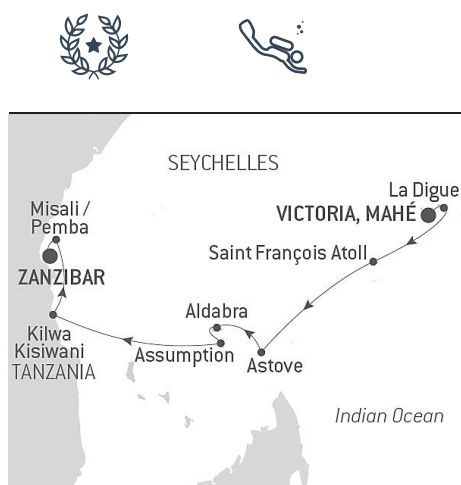 SEYCHELLES
La Digue
VICTORIA, MAHÉ
Misali /
Pemba
Saint François Atoll
ZANZIBAR
Aldabra
Kilwa
Kisiwani
Assumption
Astove
TANZANIA
Indian Ocean